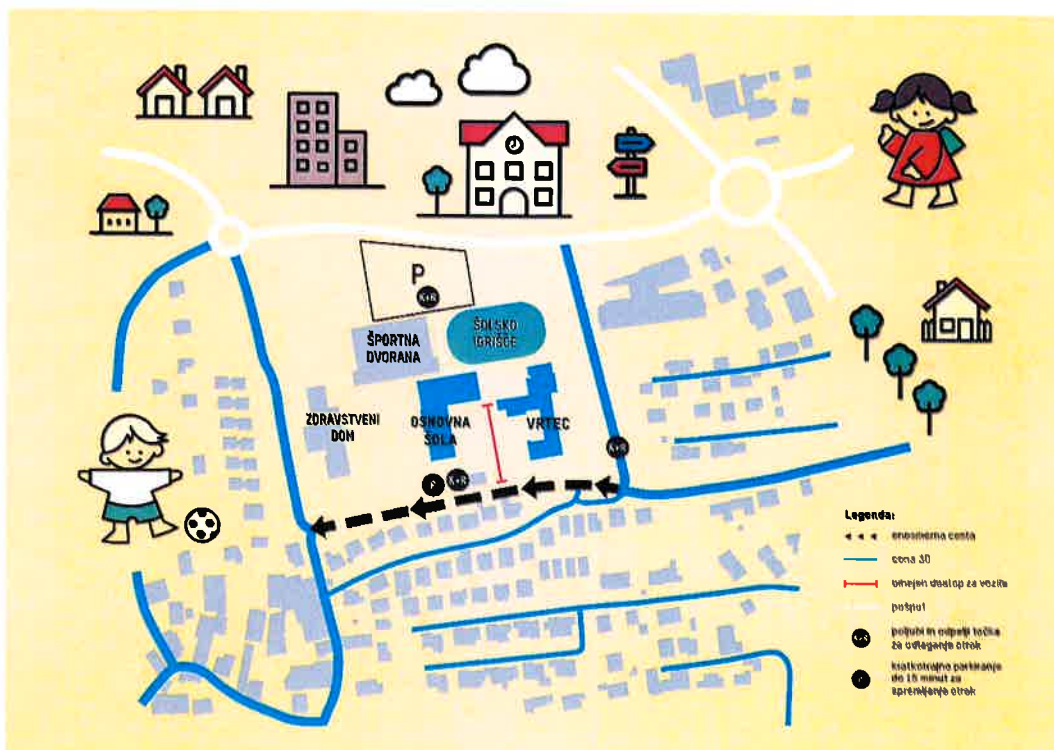 P
K+R
ŠPORTNA
DVORANA
ŠOLSKO
IGRIŠČE
ZDRAVSTVENI
DOM
OSNOVNA
ŠOLA
VRTEC
K+R
P
K+R
Legenda:
enosmerna cesta
cona 30
omejen dostop za vozila
K+R
poljubi in odpelji točka
za odlaganje otrok
P
kratkotrajno parkiranje
do 15 minut za
spremljanje otrok